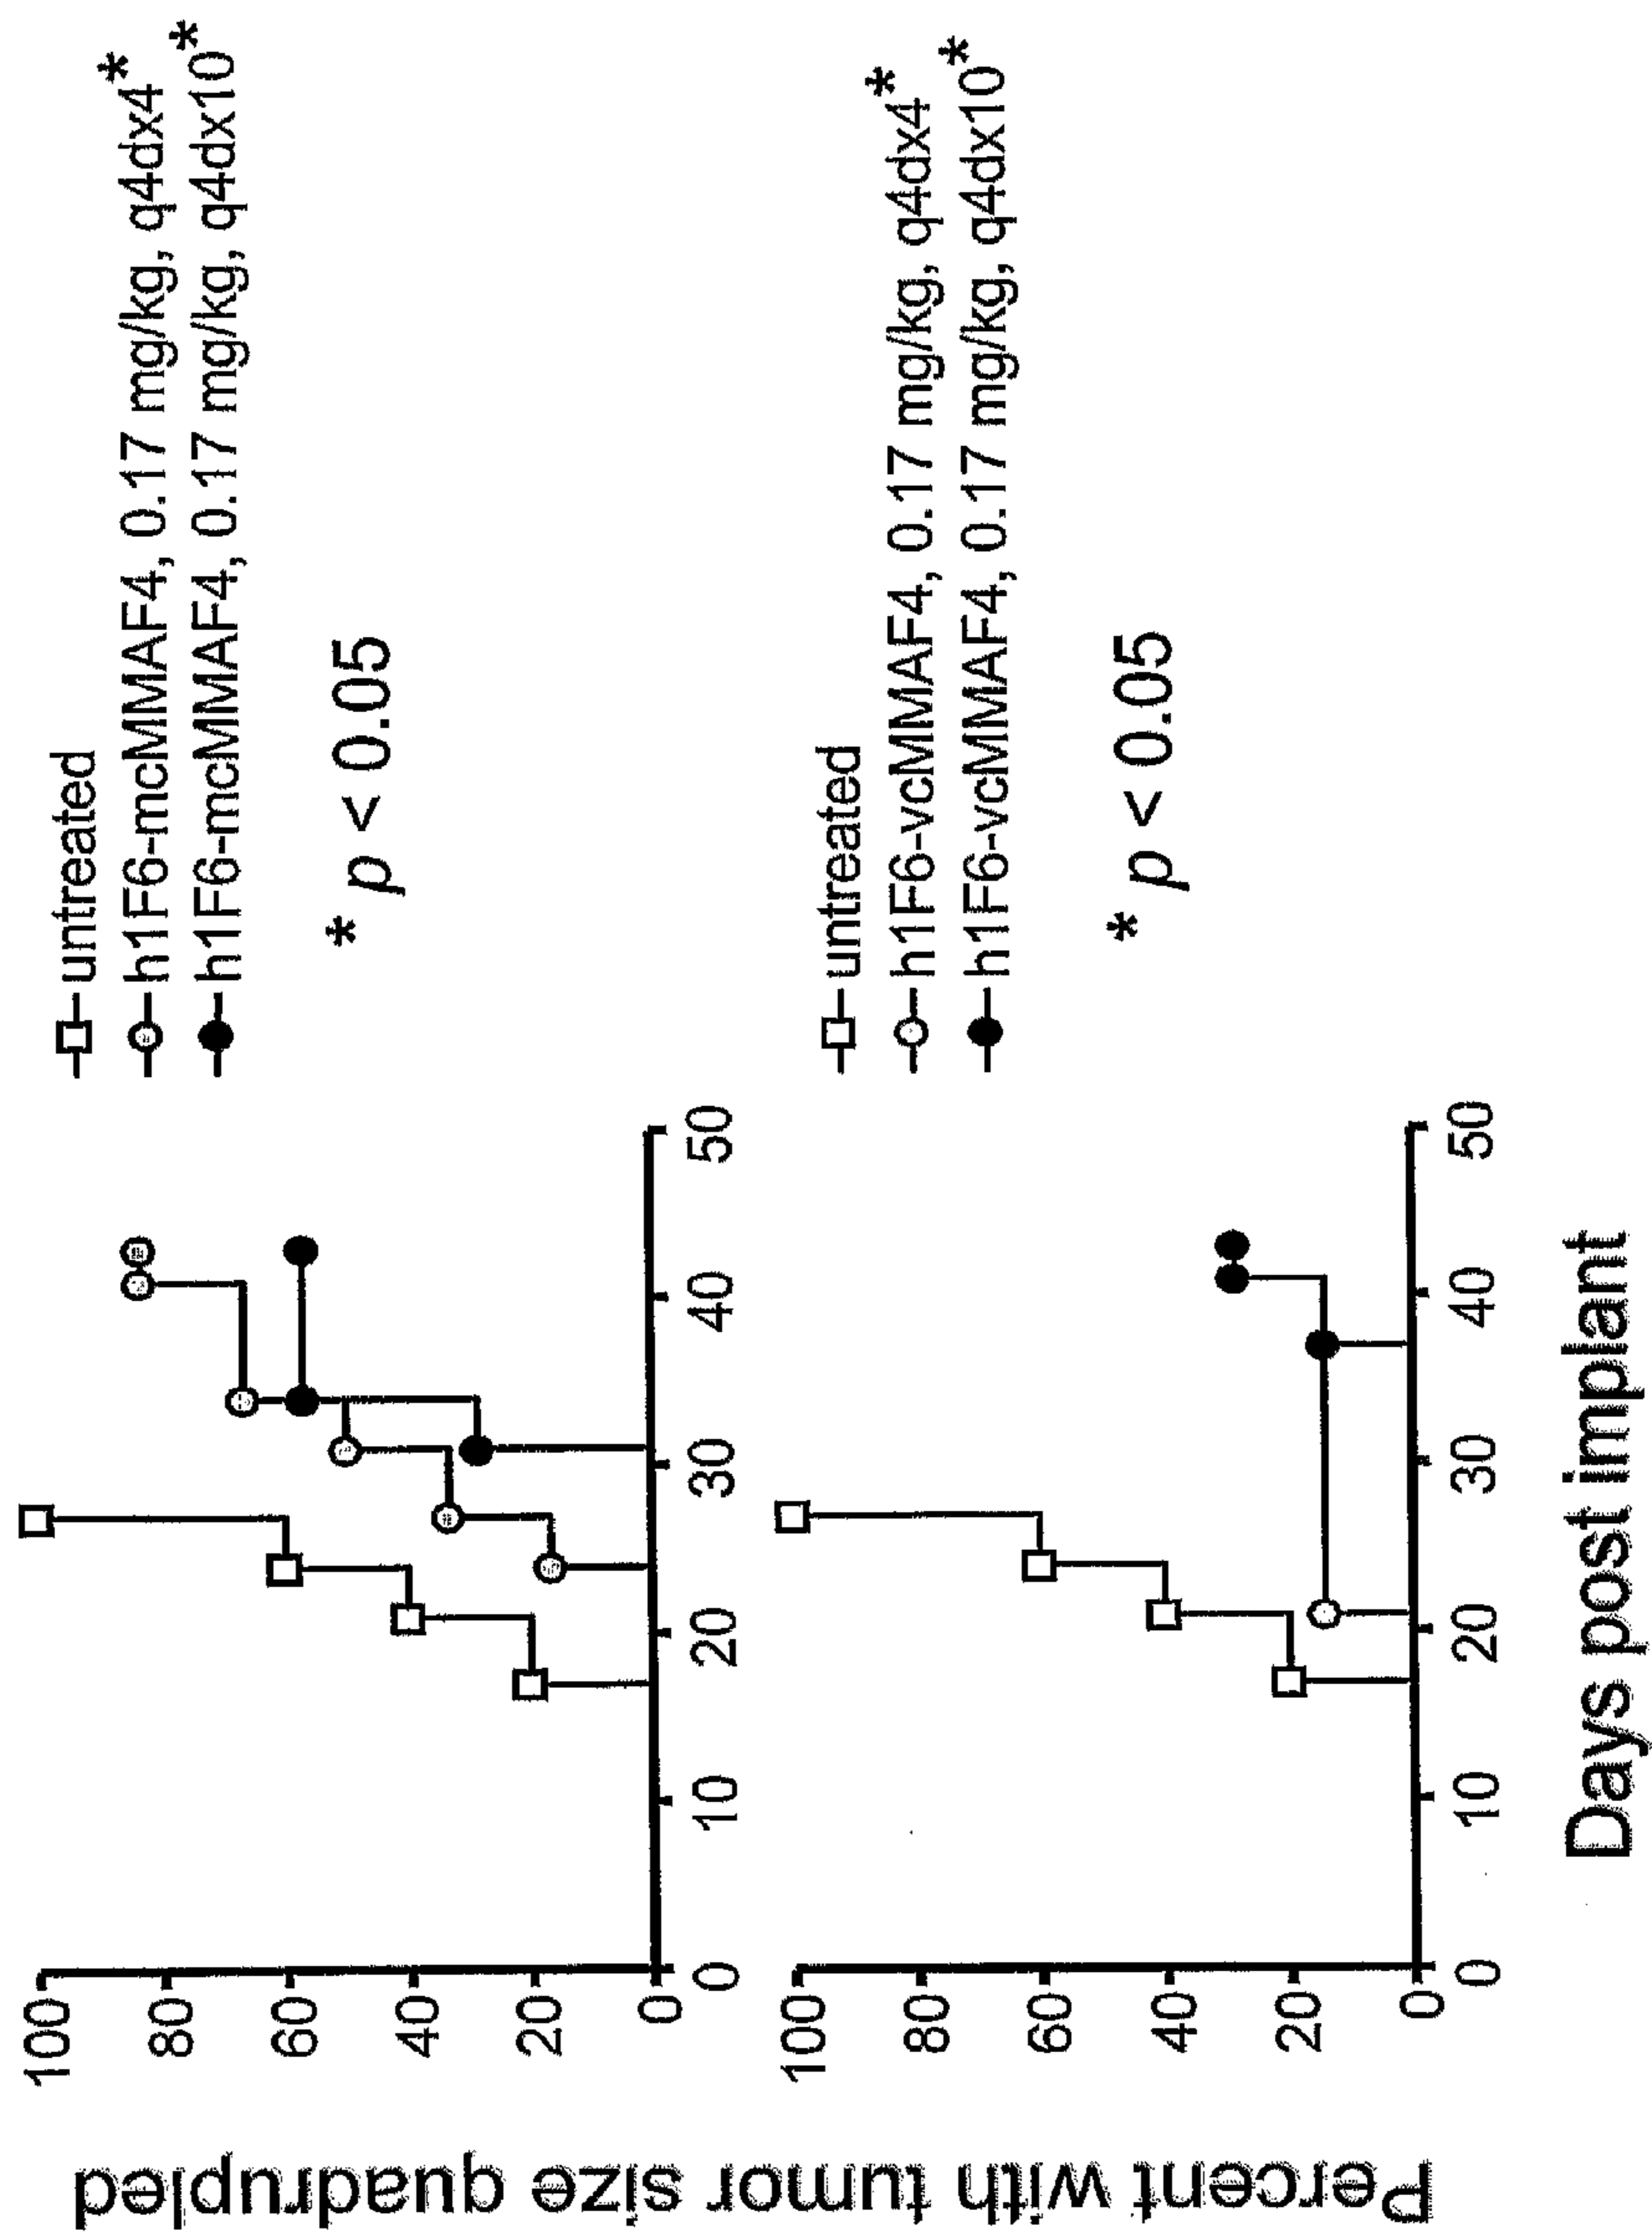 Percent with tumor size quadrupled
100
80
60
40
20
0
0
10
20
30
40
50
untreated
h1F6-mcMMAF4, 0.17 mg/kg, q4dx4*
h1F6-mcMMAF4, 0.17 mg/kg, q4dx10*
* p < 0.05
100
80
60
40
20
0
0
10
20
30
40
50
untreated
h1F6-vcMMAF4, 0.17 mg/kg, q4dx4*
h1F6-vcMMAF4, 0.17 mg/kg, q4dx10*
* p < 0.05
Days post implant